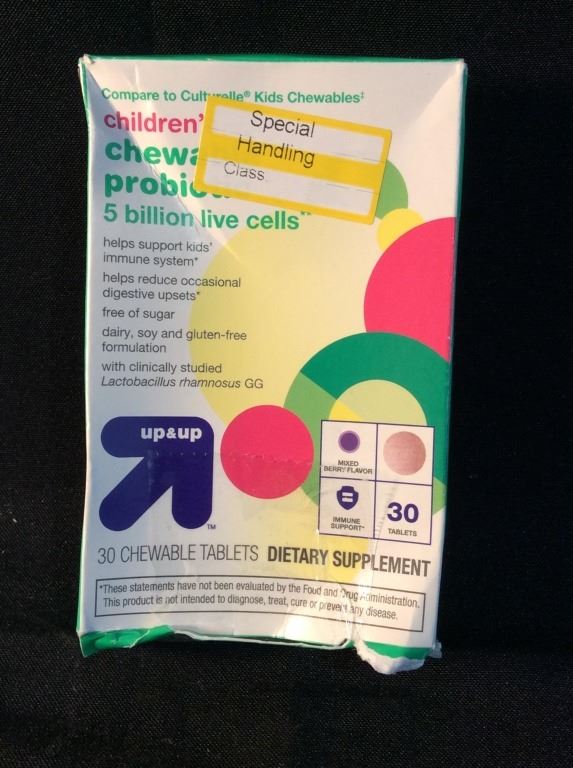 Compare to Culturelle® Kids Chewables‡
children'
Special
Handling
Class.
chewa
probio
5 billion live cells**
helps support kids'
immune system*
helps reduce occasional
digestive upsets*
free of sugar
dairy, soy and gluten-free
formulation
with clinically studied
Lactobacillus rhamnosus GG
up&up
TM
MIXED
BERRY FLAVOR
IMMUNE
SUPPORT*
30
TABLETS
30 CHEWABLE TABLETS DIETARY SUPPLEMENT
*These statements have not been evaluated by the Food and Drug Administration.
This product is not intended to diagnose, treat, cure or prevent any disease.